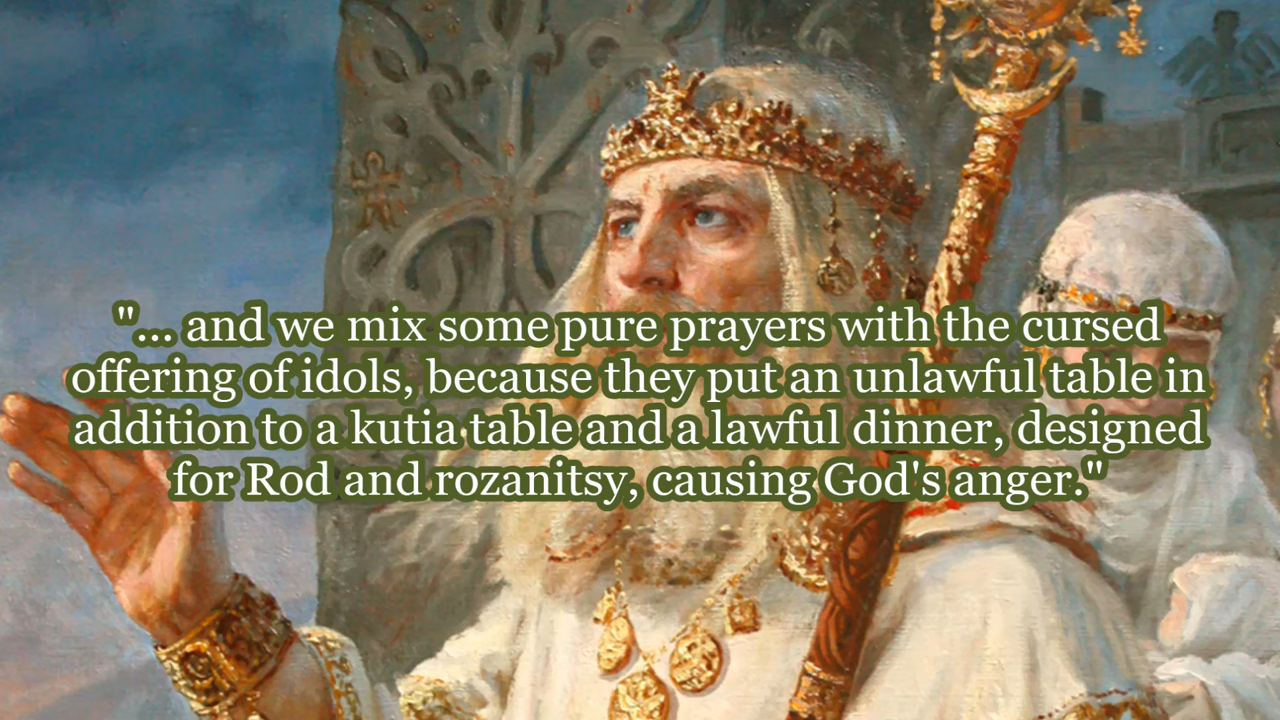 "... and we mix some pure prayers with the cursed
offering of idols, because they put an unlawful table in
addition to a kutia table and a lawful dinner, designed
for Rod and rozanitsy, causing God's anger."